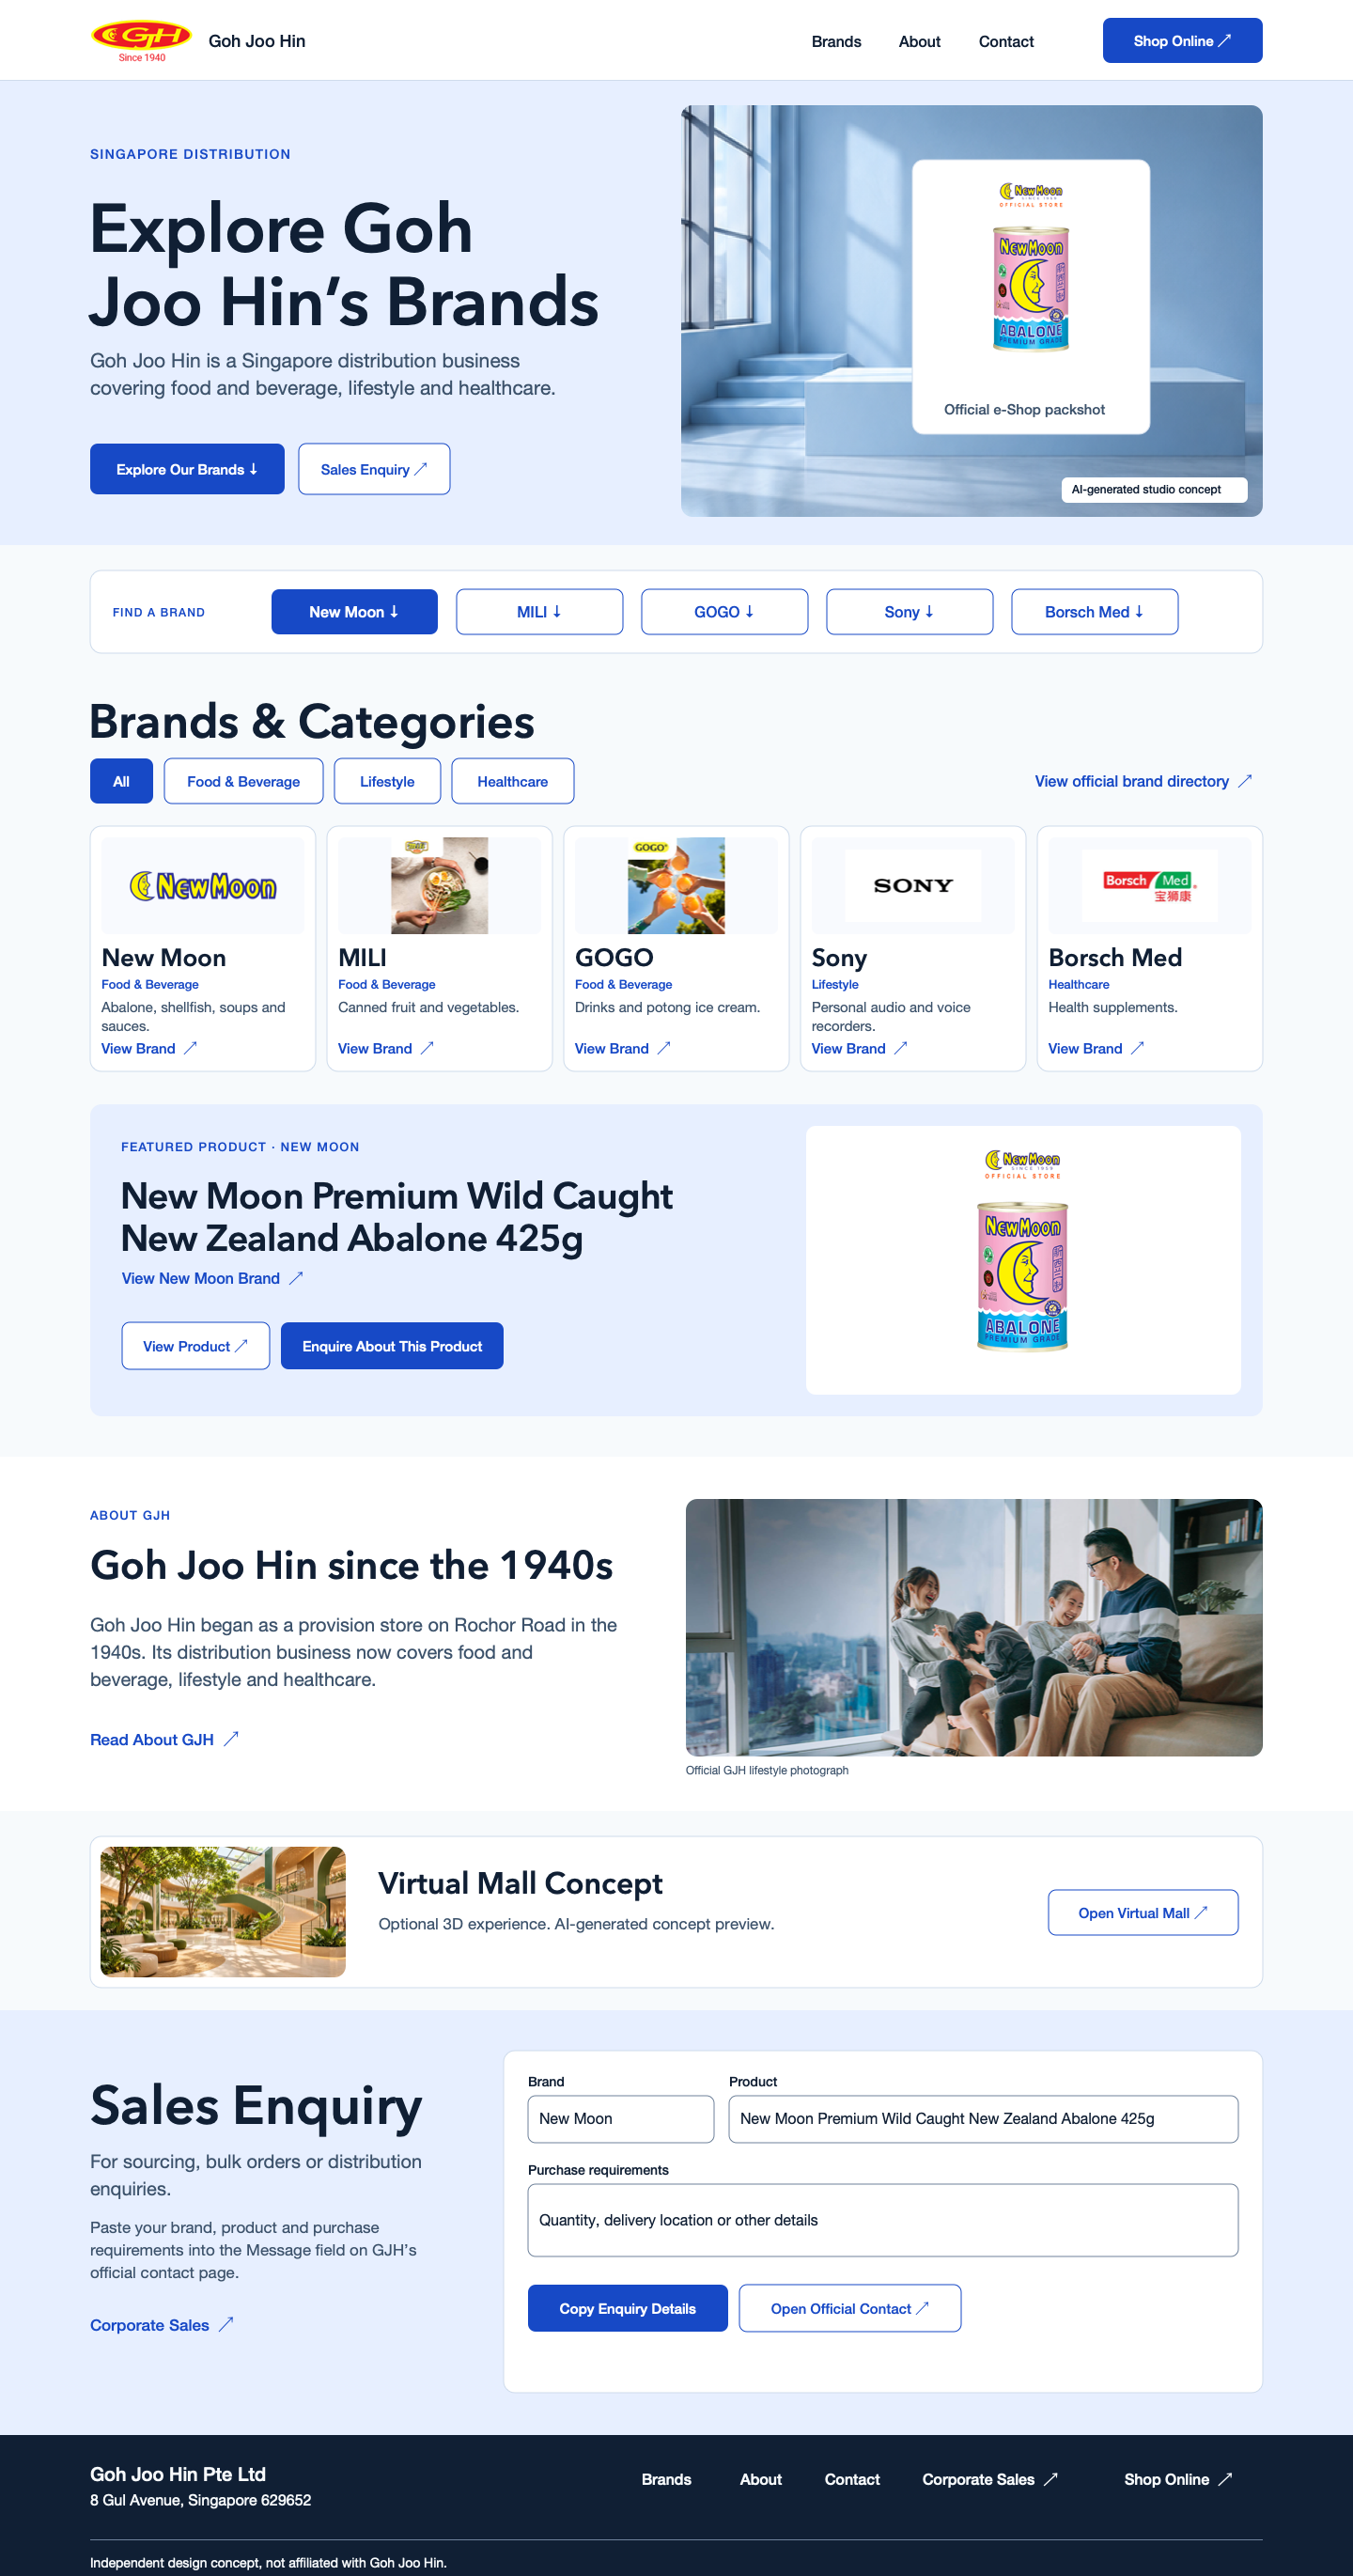 GJH
Since 1940
Goh Joo Hin
Brands
About
Contact
Shop Online ↗
SINGAPORE DISTRIBUTION
Explore Goh
Joo Hin’s Brands
Goh Joo Hin is a Singapore distribution business
covering food and beverage, lifestyle and healthcare.
Explore Our Brands ↓
Sales Enquiry ↗
New Moon
SINCE 1959
OFFICIAL STORE
New Moon
ABALONE
PREMIUM GRADE
Official e-Shop packshot
AI-generated studio concept
FIND A BRAND
New Moon ↓
MILI ↓
GOGO ↓
Sony ↓
Borsch Med ↓
Brands & Categories
All
Food & Beverage
Lifestyle
Healthcare
View official brand directory ↗
New Moon
GOGO
SONY
Borsch Med
宝狮康
New Moon
Food & Beverage
Abalone, shellfish, soups and
sauces.
View Brand ↗
MILI
Food & Beverage
Canned fruit and vegetables.
View Brand ↗
GOGO
Food & Beverage
Drinks and potong ice cream.
View Brand ↗
Sony
Lifestyle
Personal audio and voice
recorders.
View Brand ↗
Borsch Med
Healthcare
Health supplements.
View Brand ↗
FEATURED PRODUCT · NEW MOON
New Moon Premium Wild Caught
New Zealand Abalone 425g
View New Moon Brand ↗
View Product ↗
Enquire About This Product
New Moon
SINCE 1959
OFFICIAL STORE
New Moon
ABALONE
PREMIUM GRADE
ABOUT GJH
Goh Joo Hin since the 1940s
Goh Joo Hin began as a provision store on Rochor Road in the
1940s. Its distribution business now covers food and
beverage, lifestyle and healthcare.
Read About GJH ↗
Official GJH lifestyle photograph
Virtual Mall Concept
Optional 3D experience. AI-generated concept preview.
Open Virtual Mall ↗
Sales Enquiry
For sourcing, bulk orders or distribution
enquiries.
Paste your brand, product and purchase
requirements into the Message field on GJH’s
official contact page.
Corporate Sales ↗
Brand
New Moon
Product
New Moon Premium Wild Caught New Zealand Abalone 425g
Purchase requirements
Quantity, delivery location or other details
Copy Enquiry Details
Open Official Contact ↗
Goh Joo Hin Pte Ltd
8 Gul Avenue, Singapore 629652
Brands
About
Contact
Corporate Sales ↗
Shop Online ↗
Independent design concept, not affiliated with Goh Joo Hin.